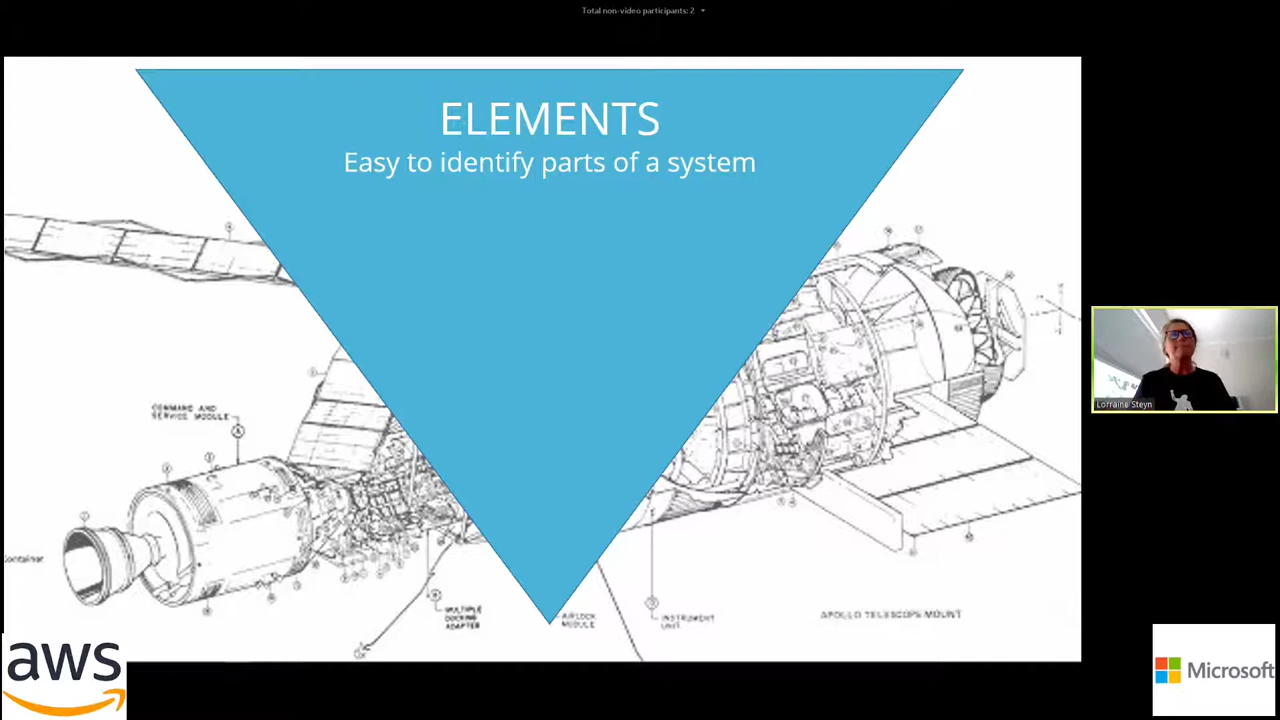 Total non-video participants: 2
ELEMENTS
Easy to identify parts of a system
COMMAND AND
SERVICE MODULE
Container
MULTIPLE
DOCKING
ADAPTER
AIRLOCK
MODULE
INSTRUMENT
UNIT
APOLLO TELESCOPE MOUNT
Lorraine Steyn
aws
Microsoft